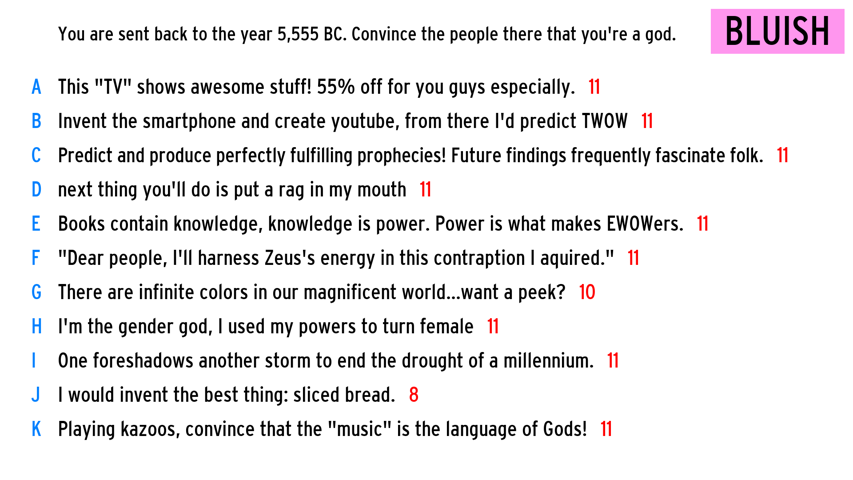 You are sent back to the year 5,555 BC. Convince the people there that you're a god.
BLUISH
A This "TV" shows awesome stuff! 55% off for you guys especially. 11
B Invent the smartphone and create youtube, from there I'd predict TWOW 11
C Predict and produce perfectly fulfilling prophecies! Future findings frequently fascinate folk. 11
D next thing you'll do is put a rag in my mouth 11
E Books contain knowledge, knowledge is power. Power is what makes EWOWers. 11
F "Dear people, I'll harness Zeus's energy in this contraption I aquired." 11
G There are infinite colors in our magnificent world...want a peek? 10
H I'm the gender god, I used my powers to turn female 11
I One foreshadows another storm to end the drought of a millennium. 11
J I would invent the best thing: sliced bread. 8
K Playing kazoos, convince that the "music" is the language of Gods! 11